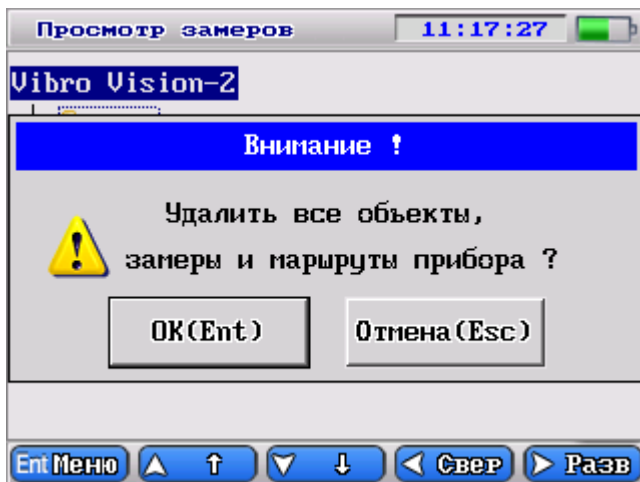 Просмотр замеров 11:17:27
Vibro Vision-2
Внимание !
Удалить все объекты,
замеры и маршруты прибора ?
OK(Ent) Отмена(Esc)
Ent Меню ↑ ↓ Свер Разв